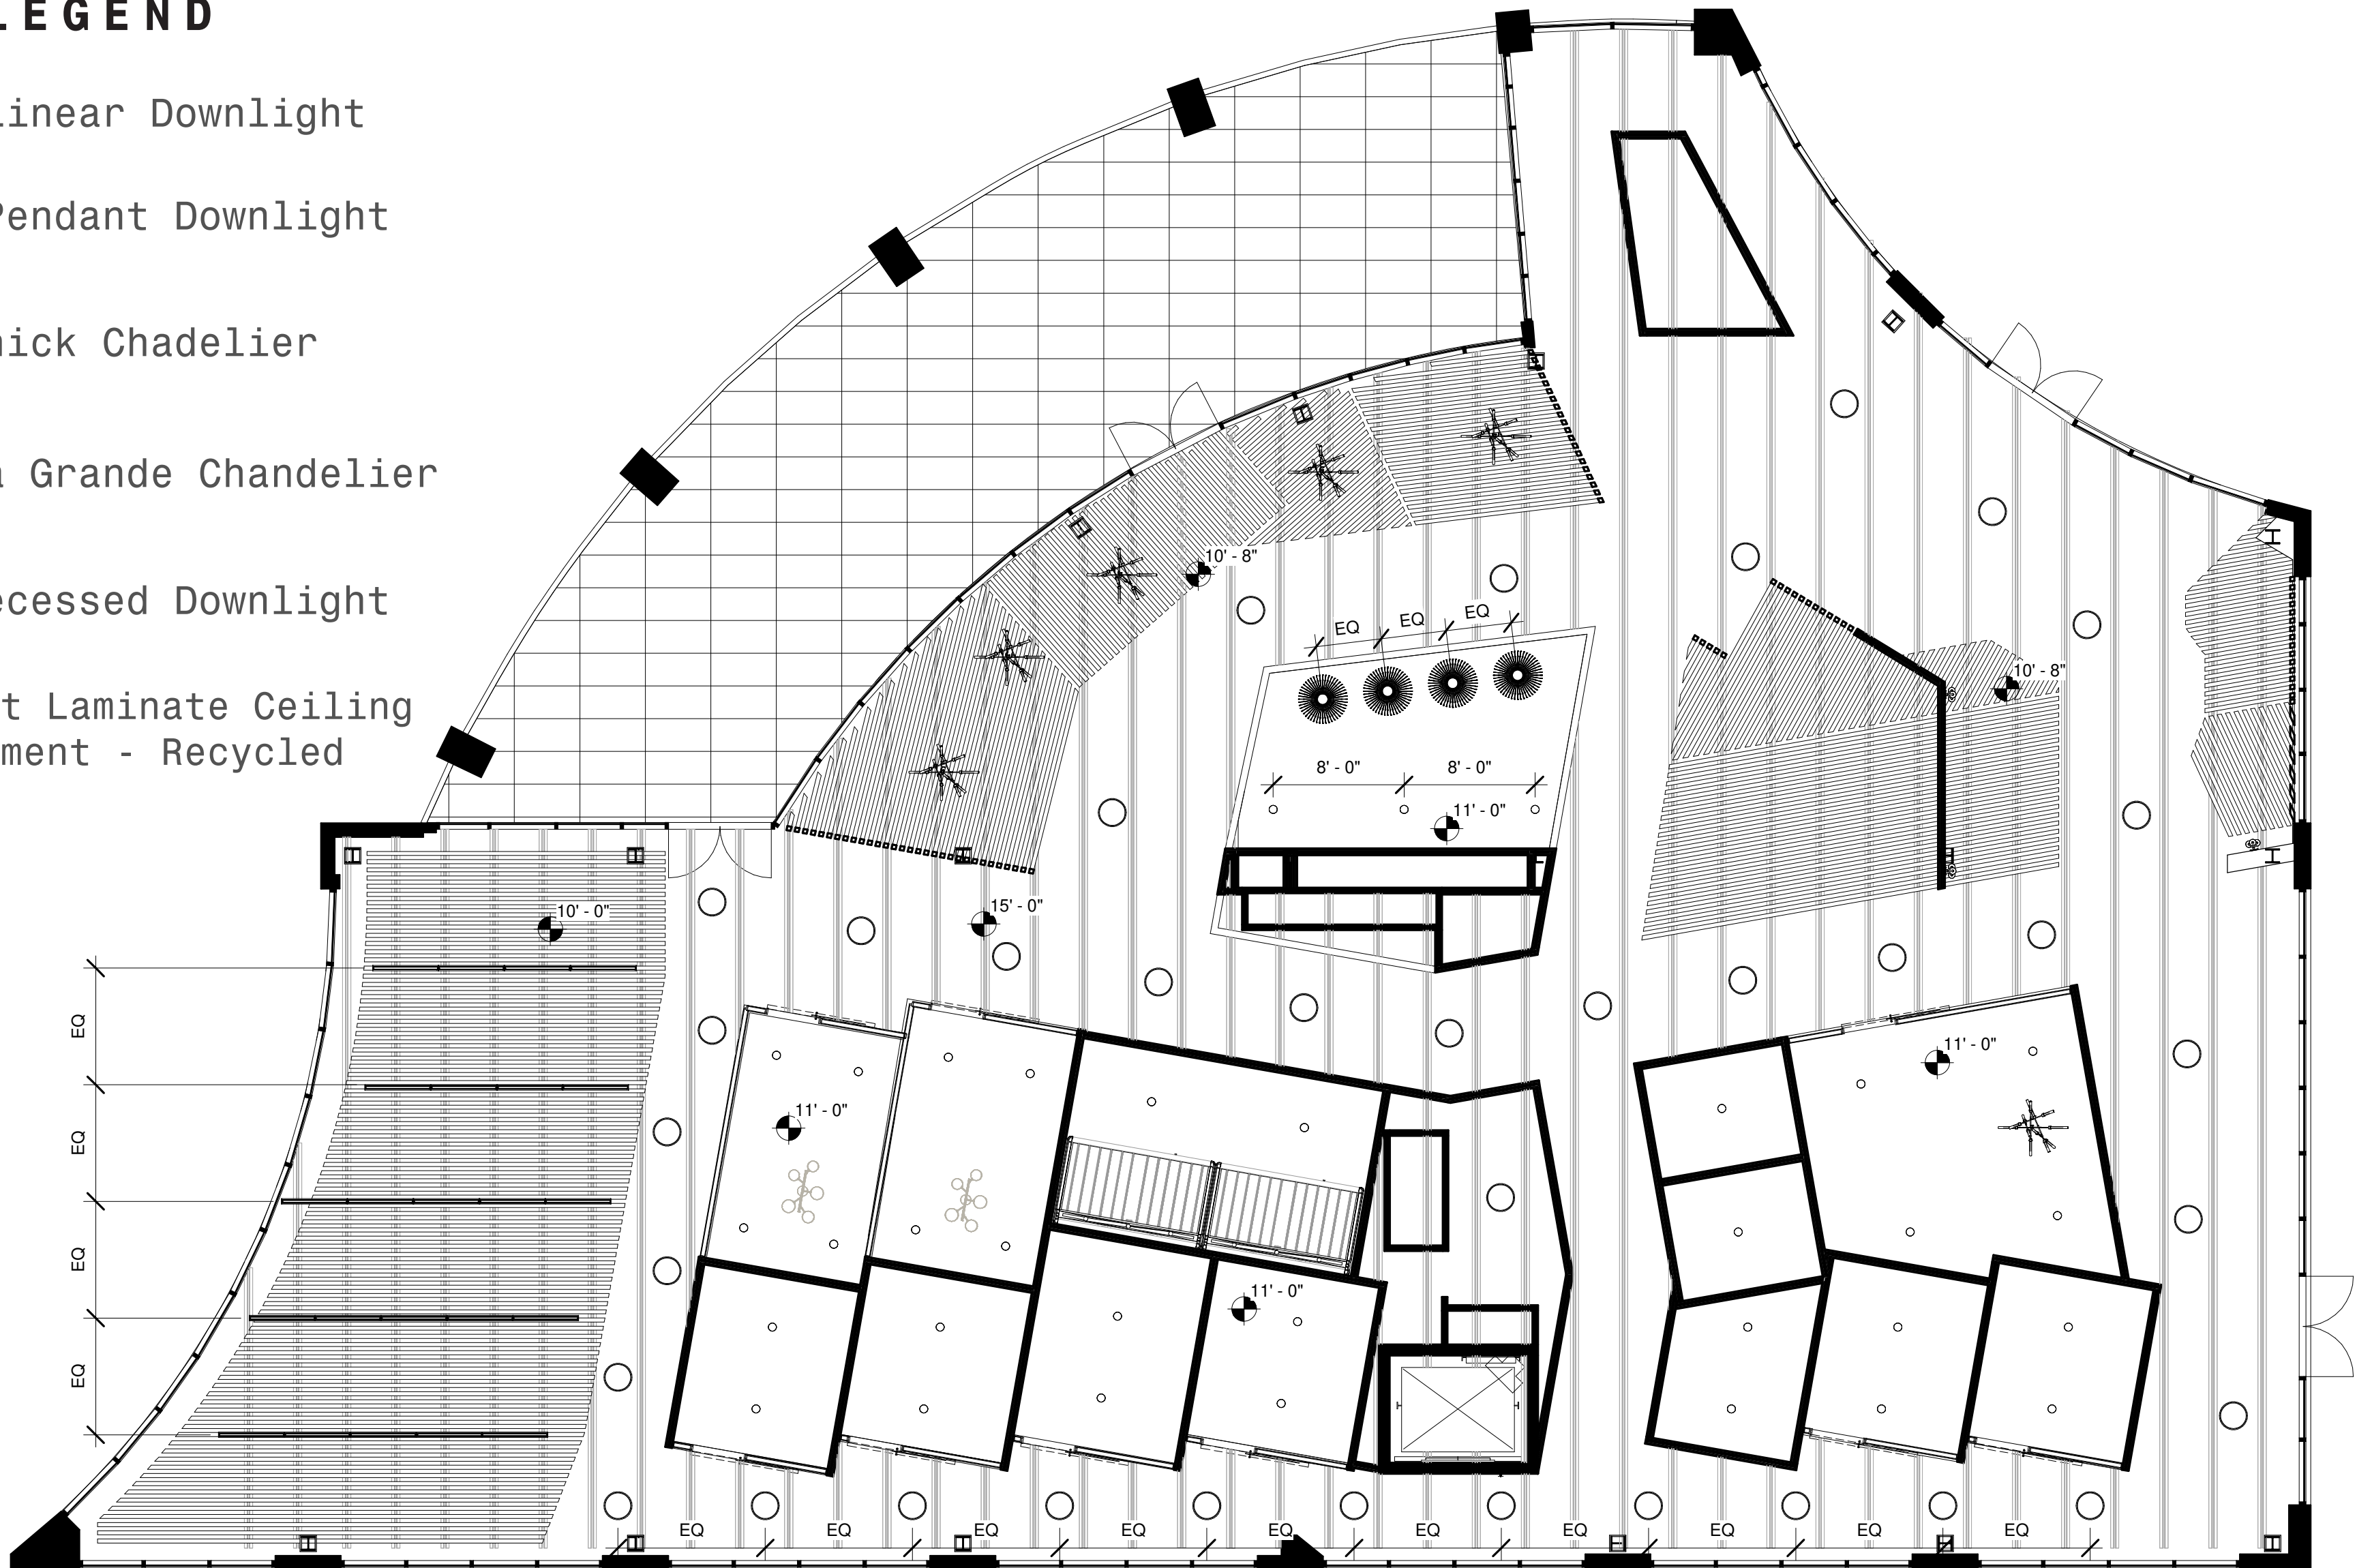 LEGEND
Linear Downlight
Pendant Downlight
hick Chadelier
a Grande Chandelier
ecessed Downlight
t Laminate Ceiling
ment - Recycled
10' - 8"
EQ EQ EQ
10' - 8"
8' - 0" 8' - 0"
11' - 0"
10' - 0"
15' - 0"
EQ
EQ
EQ
EQ
11' - 0"
11' - 0"
11' - 0"
EQ EQ EQ EQ EQ EQ EQ EQ EQ EQ